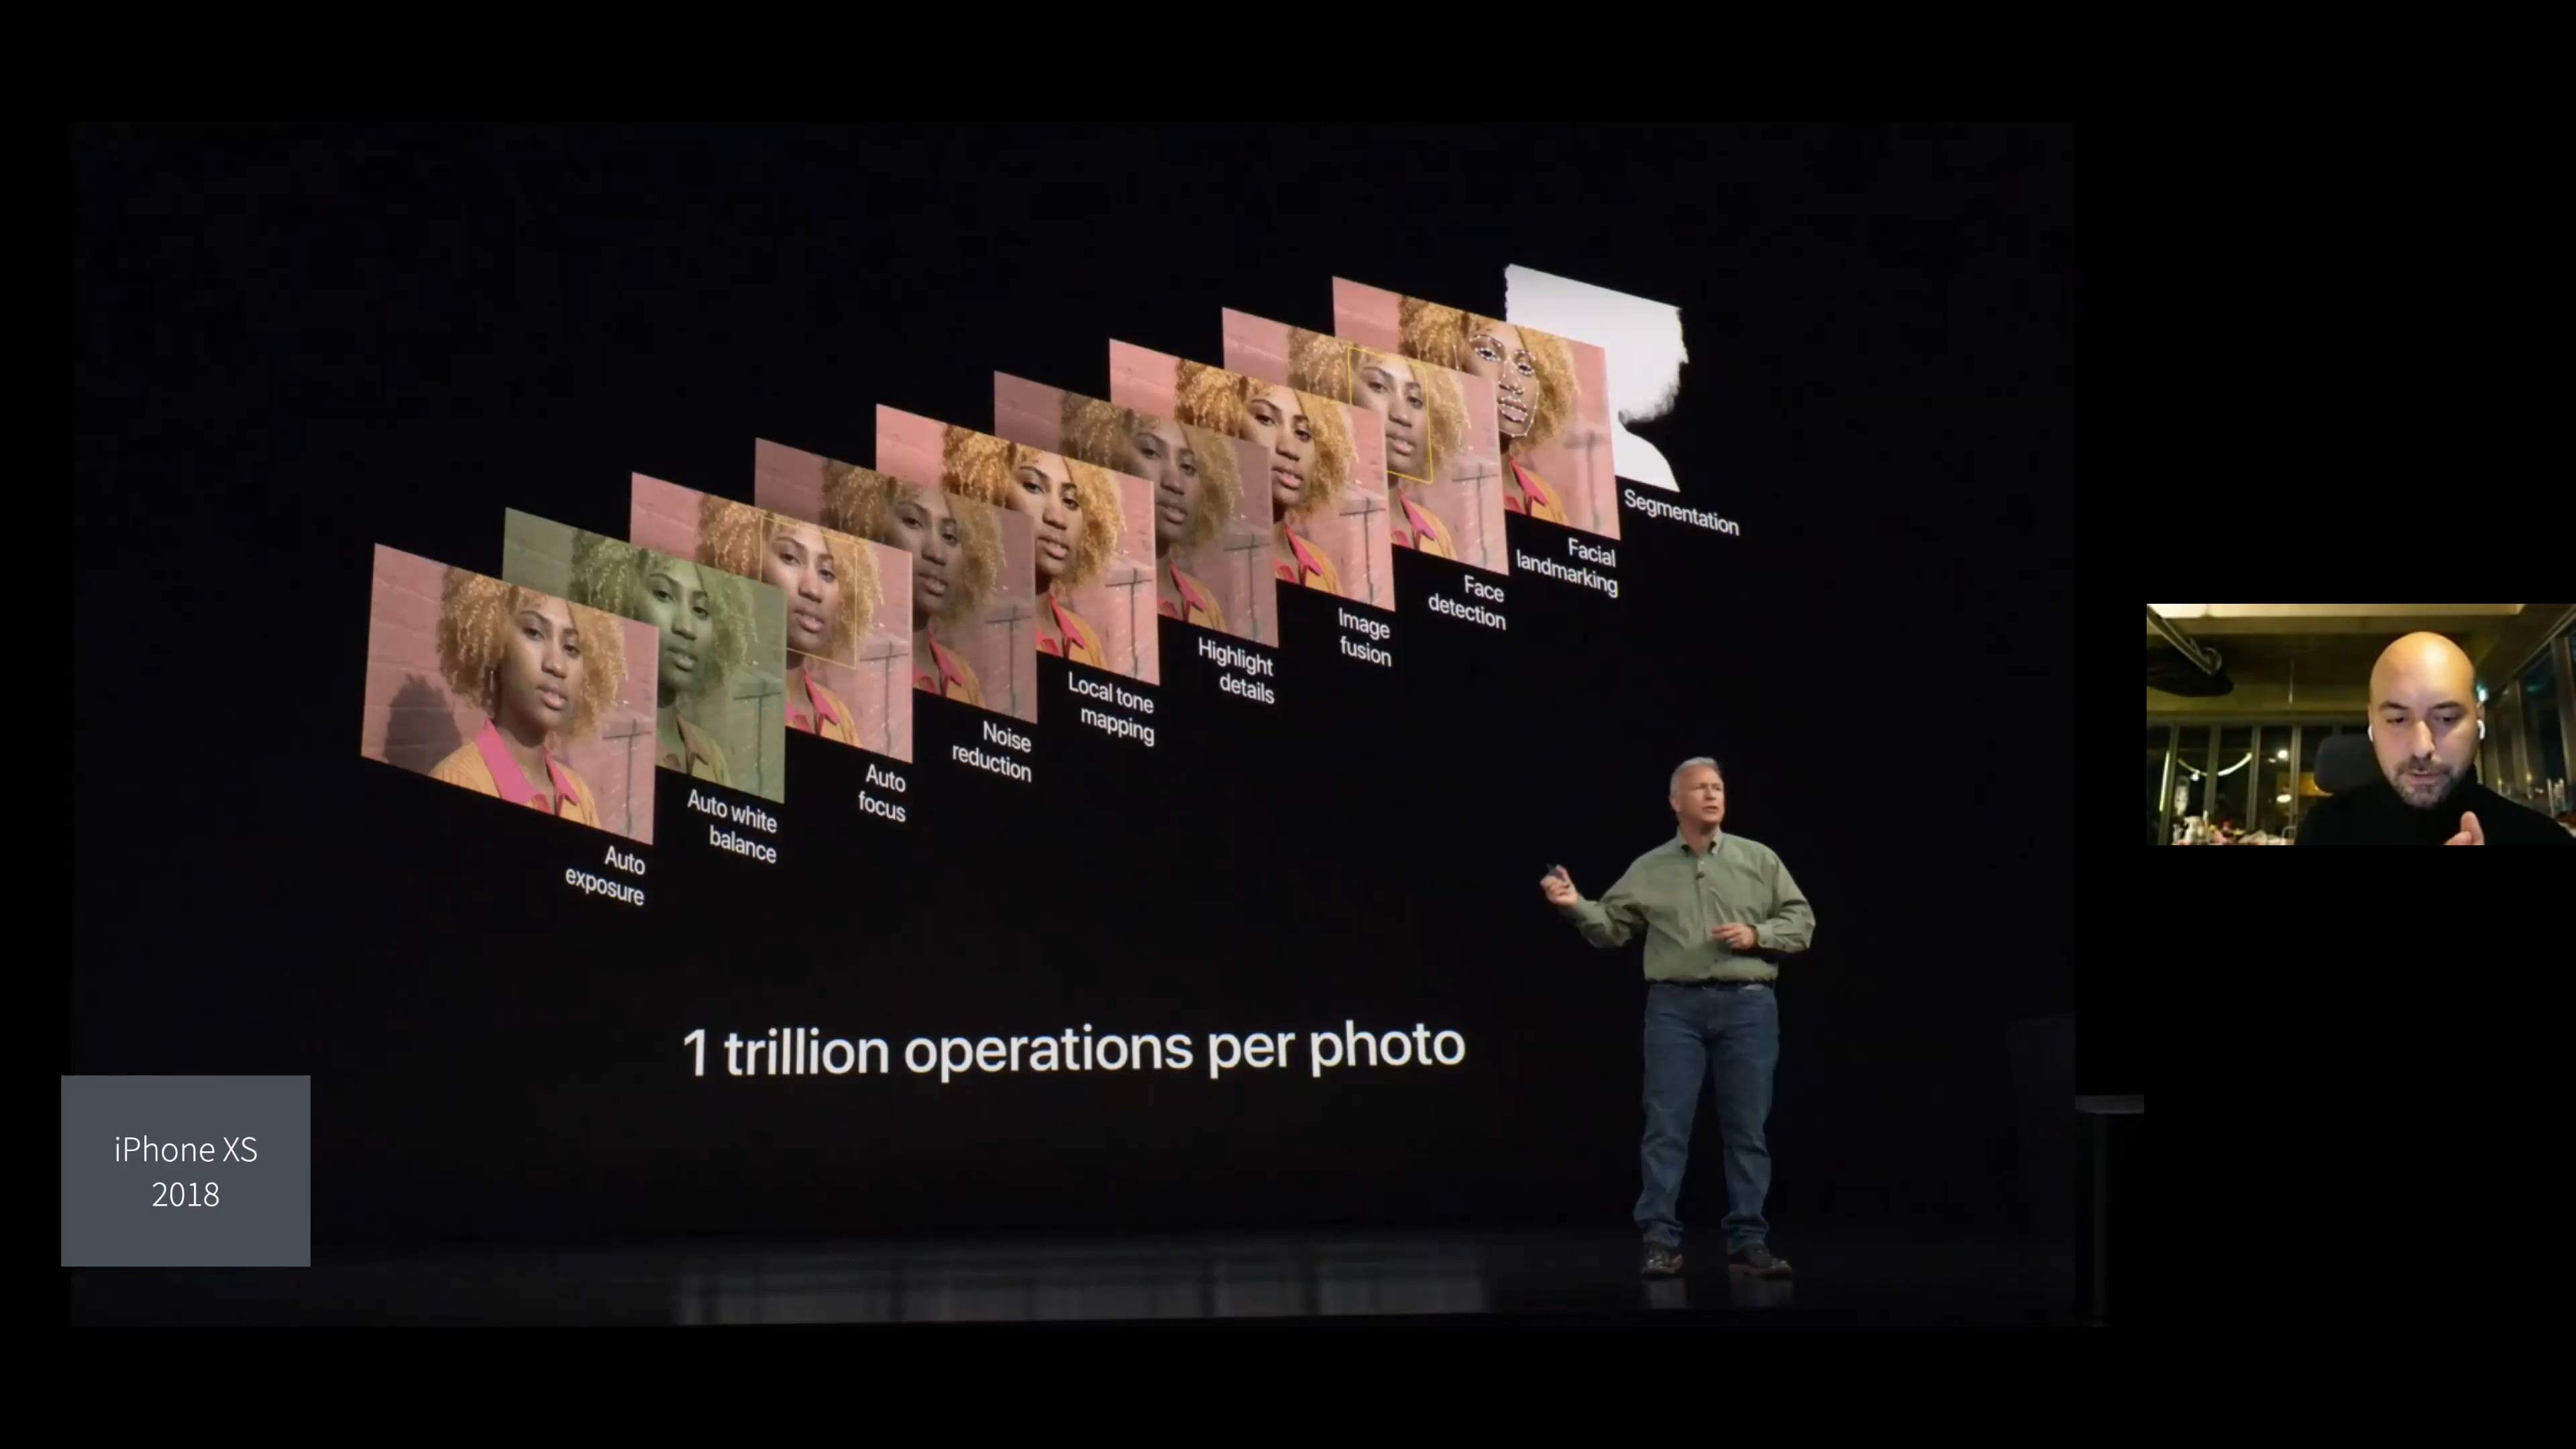 Auto
exposure
Auto white
balance
Auto
focus
Noise
reduction
Local tone
mapping
Highlight
details
Image
fusion
Face
detection
Facial
landmarking
Segmentation
1 trillion operations per photo
iPhone XS
2018